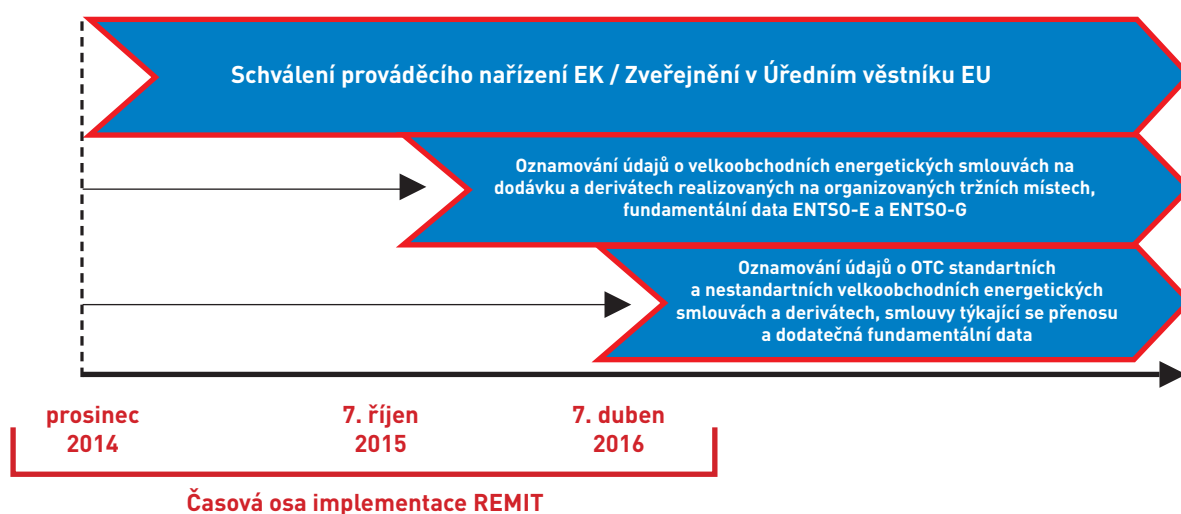 Schválení prováděcího nařízení EK / Zveřejnění v Úředním věstníku EU
Oznamování údajů o velkoobchodních energetických smlouvách na
dodávku a derivátech realizovaných na organizovaných tržních místech,
fundamentální data ENTSO-E a ENTSO-G
Oznamování údajů o OTC standartních
a nestandartních velkoobchodních energetických
smlouvách a derivátech, smlouvy týkající se přenosu
a dodatečná fundamentální data
prosinec
2014
7. říjen
2015
7. duben
2016
Časová osa implementace REMIT